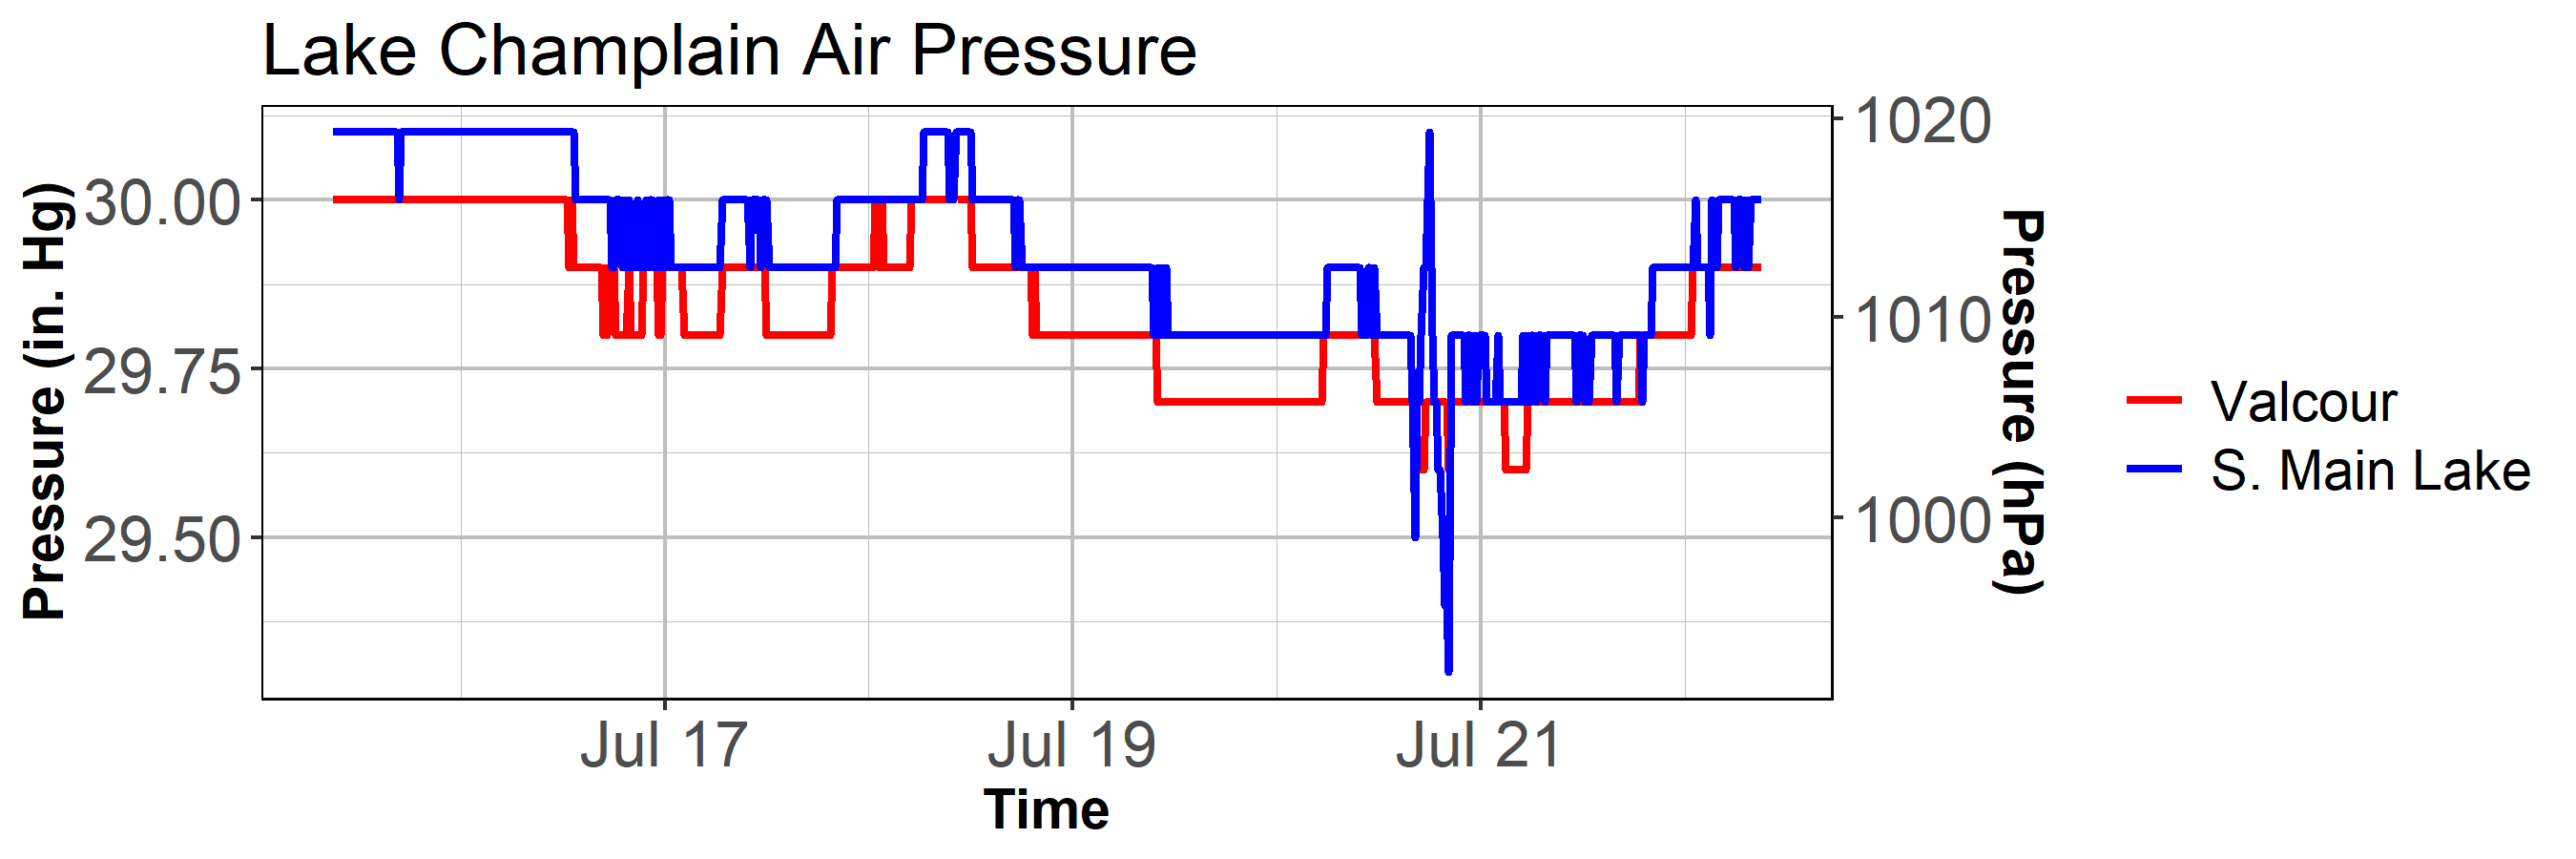 Lake Champlain Air Pressure
Pressure (in. Hg)
30.00
29.75
29.50
1020
1010
1000
Pressure (hPa)
Jul 17
Jul 19
Jul 21
Time
Valcour
S. Main Lake